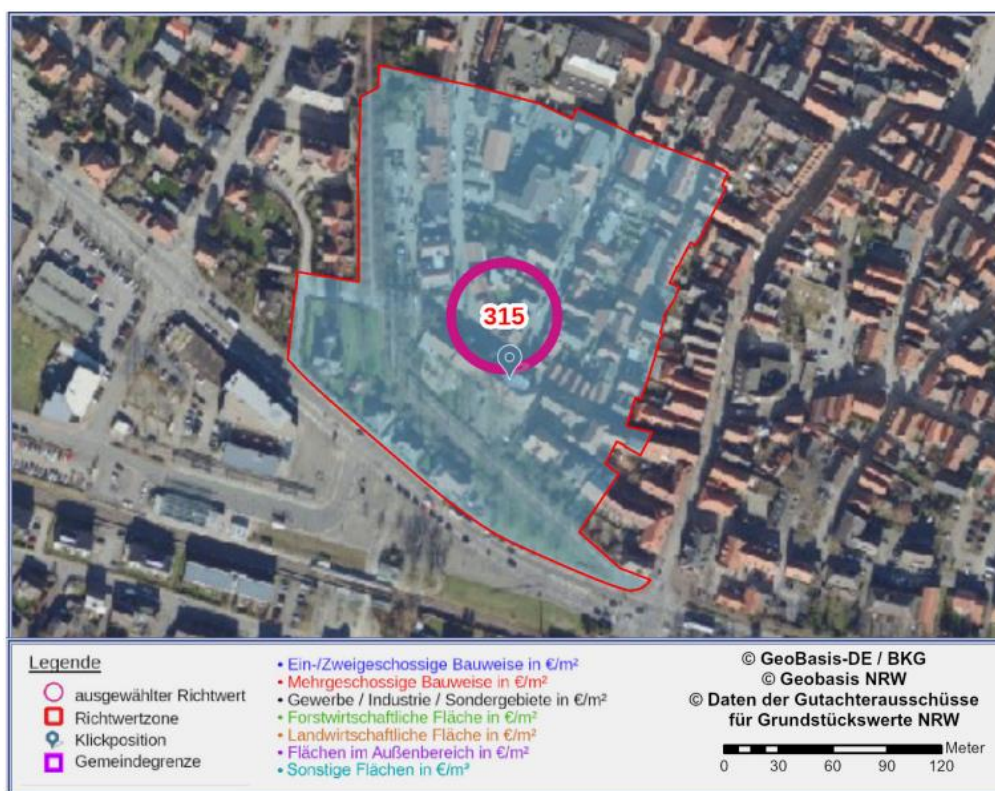 315
Legende
ausgewählter Richtwert
Richtwertzone
Klickposition
Gemeindegrenze
• Ein-/Zweigeschossige Bauweise in €/m²
• Mehrgeschossige Bauweise in €/m²
• Gewerbe / Industrie / Sondergebiete in €/m²
• Forstwirtschaftliche Fläche in €/m²
• Landwirtschaftliche Fläche in €/m²
• Flächen im Außenbereich in €/m²
• Sonstige Flächen in €/m²
© GeoBasis-DE / BKG
© Geobasis NRW
© Daten der Gutachterausschüsse
für Grundstückswerte NRW
Meter
0 30 60 90 120